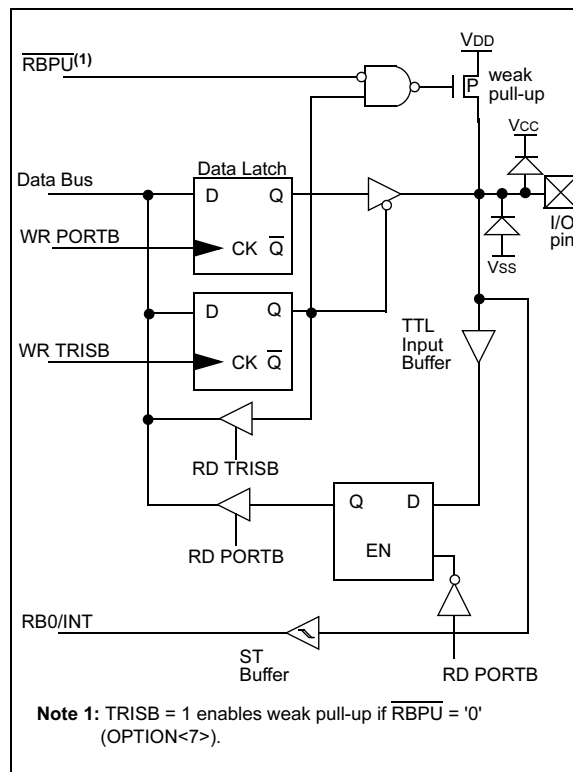 VDD
RBPU(1)
P
weak
pull-up
VCC
Data Bus
Data Latch
D Q
WR PORTB
CK Q
I/O
pin
VSS
D Q
TTL
Input
Buffer
WR TRISB
CK Q
RD TRISB
Q D
RD PORTB
EN
RB0/INT
ST
Buffer
RD PORTB
Note 1: TRISB = 1 enables weak pull-up if RBPU = '0'
(OPTION<7>).